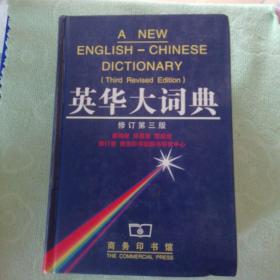 A NEW
ENGLISH – CHINESE
DICTIONARY
( Third Revised Edition )
英华大词典
修订第三版
商务印书馆
THE COMMERCIAL PRESS